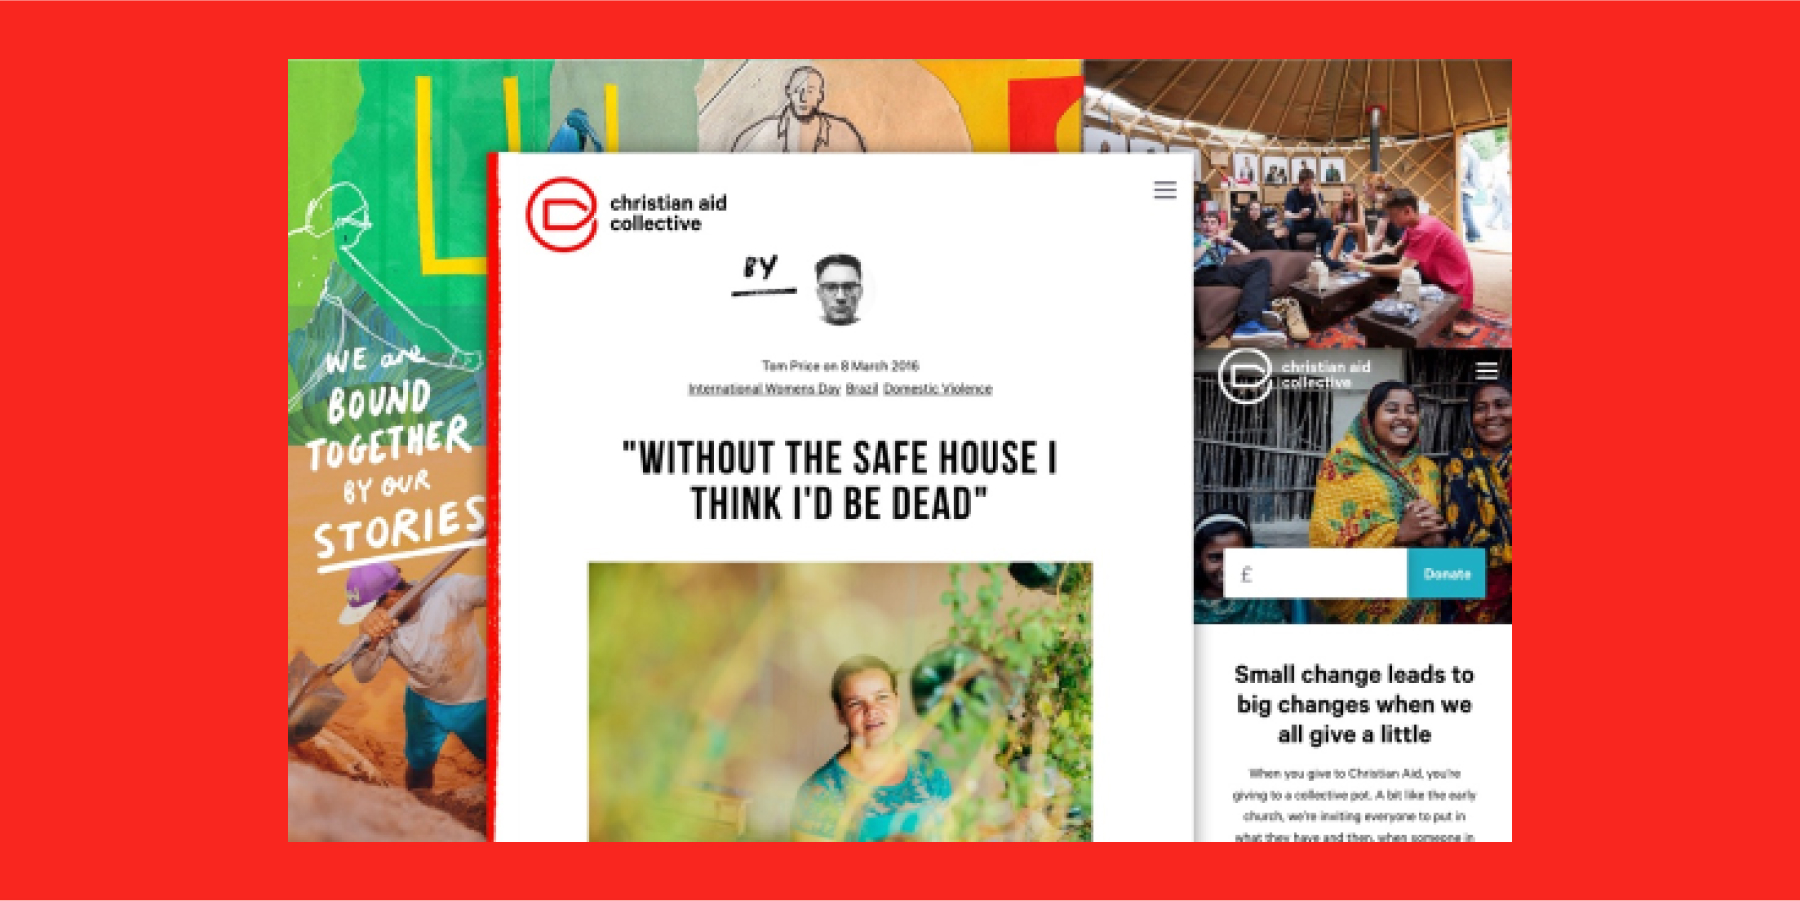 WE are
BOUND
TOGETHER
BY OUR
STORIES
christian aid
collective
BY
Tom Price on 8 March 2016
International Womens Day Brazil Domestic Violence
"WITHOUT THE SAFE HOUSE I
THINK I'D BE DEAD"
christian aid
collective
£ Donate
Small change leads to
big changes when we
all give a little
When you give to Christian Aid, you're
giving to a collective pot. A bit like the early
church, we're inviting everyone to put in
what they have and then, when someone in